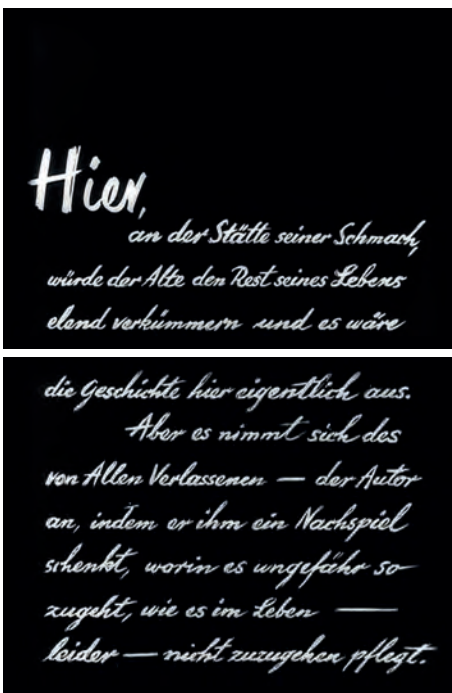 Hier,
an der Stätte seiner Schmach,
würde der Alte den Rest seines Lebens
elend verkümmern und es wäre
die Geschichte hier eigentlich aus.
Aber es nimmt sich des
von Allen Verlassenen — der Autor
an, indem er ihm ein Nachspiel
schenkt, worin es ungefähr so
zugeht, wie es im Leben —
leider — nicht zuzugehen pflegt.